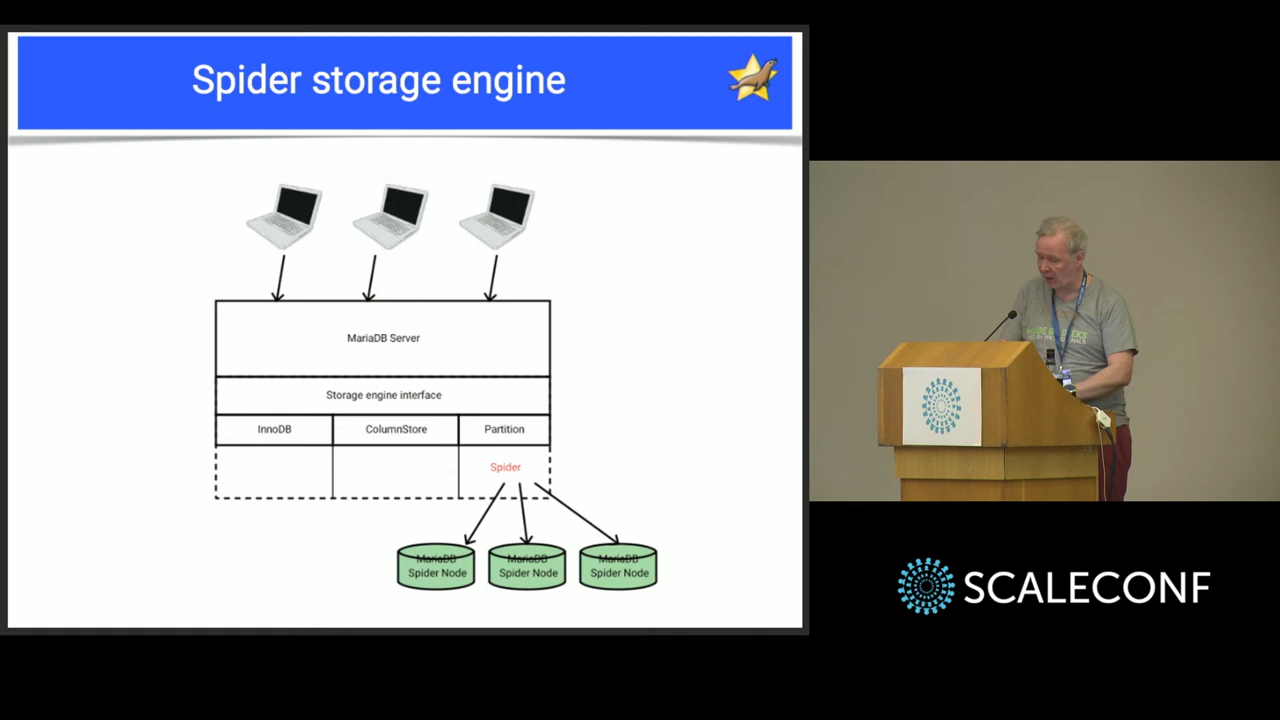 Spider storage engine
MariaDB Server
Storage engine interface
InnoDB
ColumnStore
Partition
Spider
MariaDB
Spider Node
MariaDB
Spider Node
MariaDB
Spider Node
SCALECONF